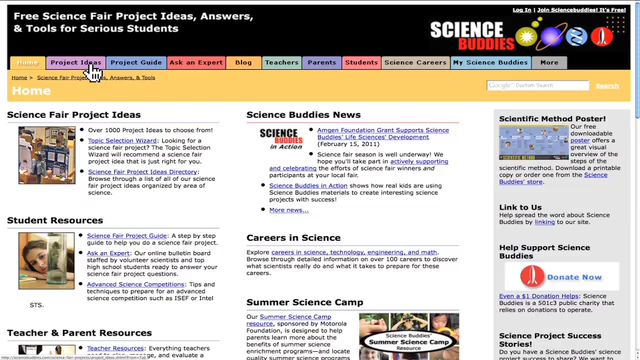 Free Science Fair Project Ideas, Answers,
& Tools for Serious Students
Log In | Join Sciencebuddies! It's Free!
SCIENCE
BUDDIES
Home
Project Ideas
Project Guide
Ask an Expert
Blog
Teachers
Parents
Students
Science Careers
My Science Buddies
More
Home > Science Fair Project Ideas, Answers, & Tools
Google Custom Search
Search
Home
Science Fair Project Ideas
Over 1000 Project Ideas to choose from!
Topic Selection Wizard: Looking for a
science fair project? The Topic Selection
Wizard will recommend a science fair
project idea that is just right for you.
Science Fair Project Ideas Directory:
Browse through a list of all of our science
fair project ideas organized by area of
science.
Student Resources
Science Fair Project Guide: A step by step
guide to help you do a science fair project.
Ask an Expert: Our online bulletin board
staffed by volunteer scientists and top
high school students ready to answer your
science project questions.
Advanced Science Competitions: Tips and
techniques to prepare for an advanced
science competition such as ISEF or Intel
STS.
Teacher & Parent Resources
Teacher Resources: Everything teachers
Science Buddies News
SCIENCE
BUDDIES
in Action
Amgen Foundation Grant Supports Science
Buddies' Life Sciences' Development
(February 15, 2011)
Science fair season is well underway! We
hope you'll take part in actively supporting
and celebrating the efforts of science fair winners and
participants at your local fair.
Science Buddies in Action shows how real kids are using
Science Buddies materials to create interesting science
projects with our help.
More news...
Careers in Science
Explore careers in science, technology, engineering, and math.
Browse through detailed information on over 100 careers to discover
what scientists really do and what it takes to prepare for these
careers.
Summer Science Camp
Our Summer Science Camp
resource, sponsored by Motorola
Foundation, is designed to help
parents learn more about the
benefits of summer science
enrichment programs and locate
quality summer science programs
Science Buddies'
Summer Science Camp
Resource
Scientific Method Poster!
Our free
downloadable
poster offers
a great
visual
overview of
the steps of
the scientific method. Download a printable
copy or order one from the Science
Buddies' store.
Link to Us
Help spread the word about Science
Buddies by linking to our site.
Help Support Science
Buddies
Donate Now
Even a $1 Donation Helps: Science
Buddies is a 501c3 public charity that
relies on donations to operate.
Science Project Success
Stories!
Do you have a Science Buddies